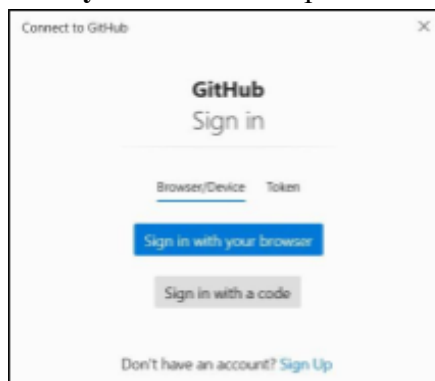 Connect to GitHub
GitHub
Sign in
Browser/Device Token
Sign in with your browser
Sign in with a code
Don't have an account? Sign Up